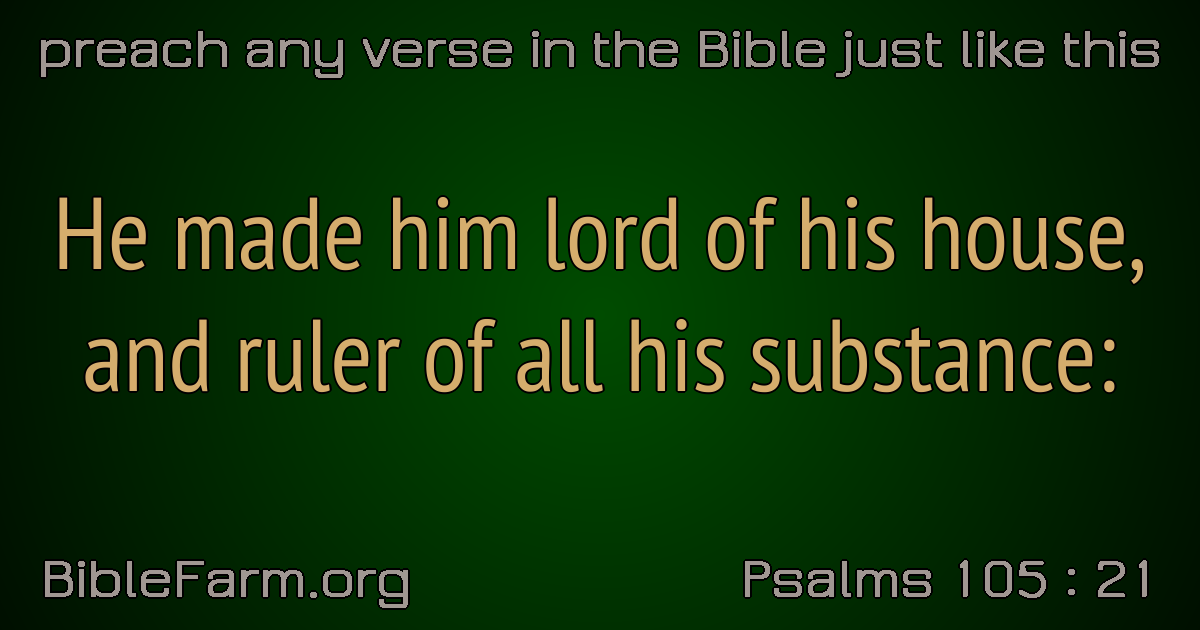 preach any verse in the Bible just like this
He made him lord of his house,
and ruler of all his substance:
BibleFarm.org
Psalms 105 : 21